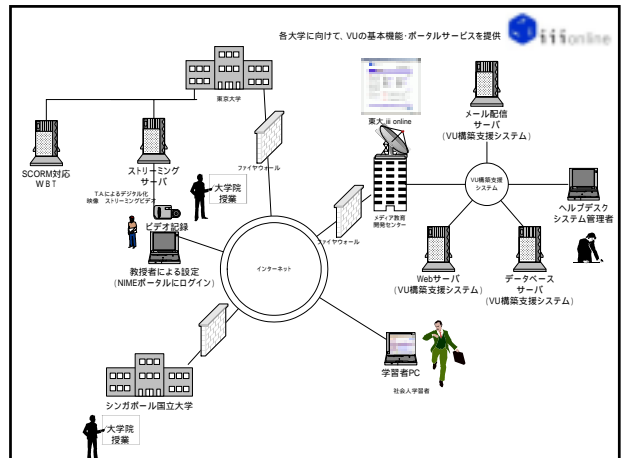 各大学に向けて、VUの基本機能・ポータルサービスを提供
iii online
東京大学
東大 iii online
メール配信
サーバ
(VU構築支援システム)
SCORM対応
WBT
ストリーミング
サーバ
ファイヤウォール
T.A.によるデジタル化
映像 ストリーミングビデオ
大学院
授業
ビデオ記録
教授者による設定
(NIMEポータルにログイン)
インターネット
ファイヤウォール
メディア教育
開発センター
VU構築支援
システム
ヘルプデスク
システム管理者
Webサーバ
(VU構築支援システム)
データベース
サーバ
(VU構築支援システム)
学習者PC
社会人学習者
シンガポール国立大学
大学院
授業